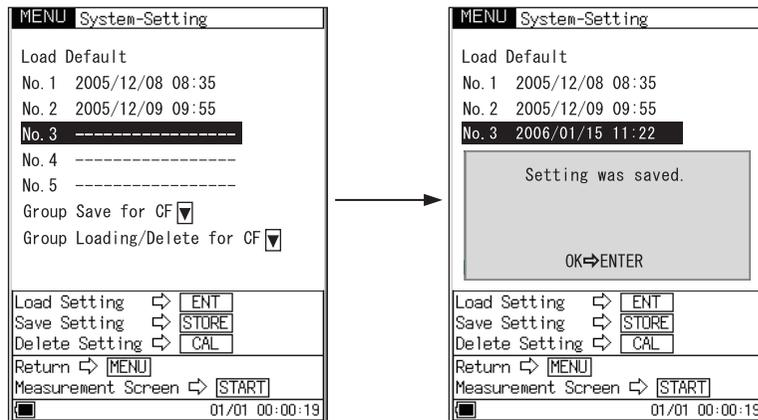 MENU System-Setting
Load Default
No.1 2005/12/08 08:35
No.2 2005/12/09 09:55
No.3 -----------------
No.4 -----------------
No.5 -----------------
Group Save for CF▼
Group Loading/Delete for CF▼
Load Setting ⇨ ENT
Save Setting ⇨ STORE
Delete Setting ⇨ CAL
Return ⇨ MENU
Measurement Screen ⇨ START
01/01 00:00:19
MENU System-Setting
Load Default
No.1 2005/12/08 08:35
No.2 2005/12/09 09:55
No.3 2006/01/15 11:22
Setting was saved.
OK⇨ENTER
Load Setting ⇨ ENT
Save Setting ⇨ STORE
Delete Setting ⇨ CAL
Return ⇨ MENU
Measurement Screen ⇨ START
01/01 00:00:19